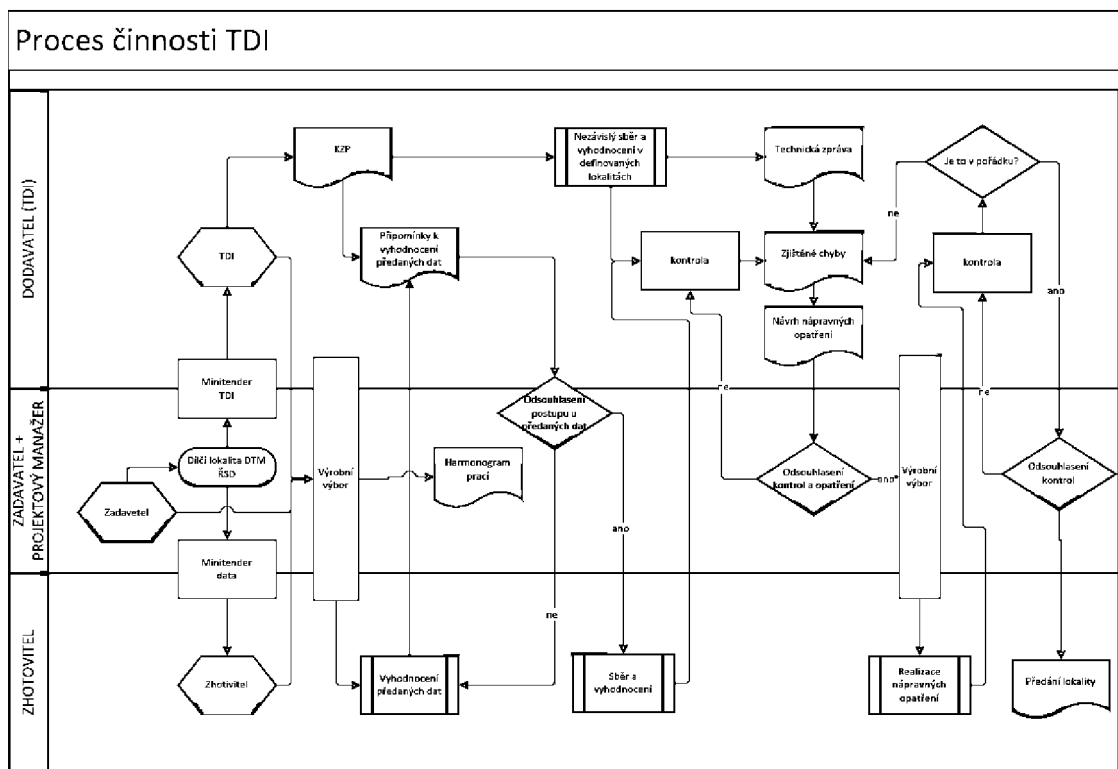 Proces činnosti TDI
DODAVATEL (TDI)
KZP
Nezávislý sběr a
vyhodnocení v
definovaných
lokalitách
Technická zpráva
Je to v pořádku?
ne
TDI
Připomínky k
vyhodnocení
předaných dat
kontrola
Zjištěné chyby
kontrola
ano
Návrh nápravných
opatření
ZADAVATEL +
PROJEKTOVÝ MANAŽER
Minitender
TDI
ne
ne
Odsouhlasení
postupu u
předaných dat
Dílčí lokalita DTM
ŘSD
Výrobní
výbor
Harmonogram
prací
Odsouhlasení
kontrol a opatření
ano
Výrobní
výbor
Odsouhlasení
kontrol
Zadavetel
ano
Minitender
data
ZHOTOVITEL
ne
Zhotivitel
Vyhodnocení
předaných dat
Sběr a
vyhodnocení
Realizace
nápravných
opatření
Předání lokality